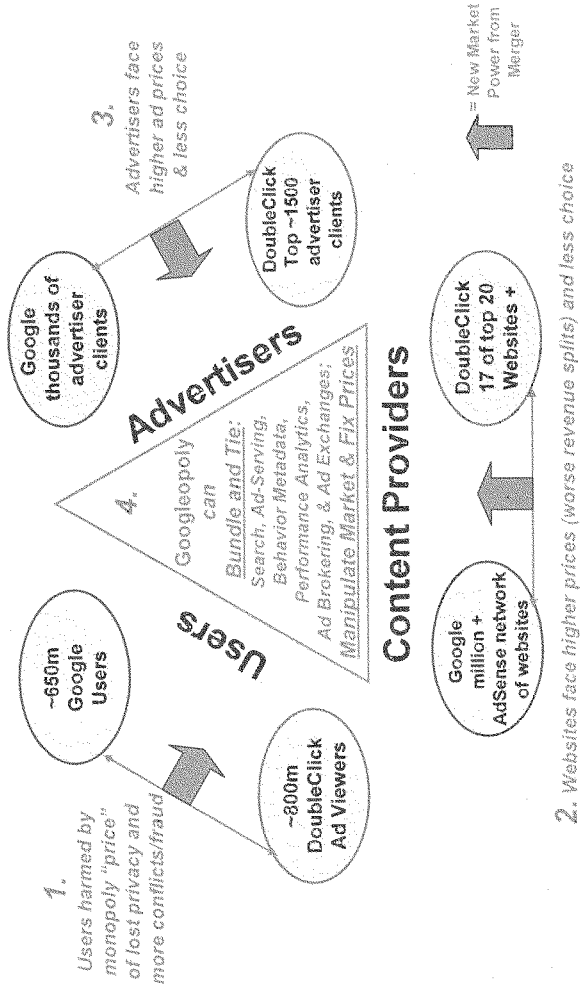 1.
Users harmed by
monopoly "price"
of lost privacy and
more conflicts/fraud
~650m
Google
Users
~800m
DoubleClick
Ad Viewers
Users
Google
thousands of
advertiser
clients
3.
Advertisers face
higher ad prices
& less choice
DoubleClick
Top ~1500
advertiser
clients
Advertisers
4.
Googleopoly
can
Bundle and Tie:
Search, Ad-Serving,
Behavior Metadata,
Performance Analytics,
Ad Brokering, & Ad Exchanges;
Manipulate Market & Fix Prices
Content Providers
Google
million +
AdSense network
of websites
DoubleClick
17 of top 20
Websites +
= New Market
Power from
Merger
2. Websites face higher prices (worse revenue splits) and less choice